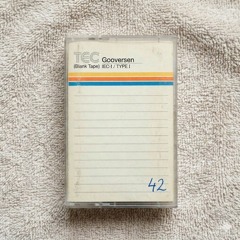 TEC Gooversen
(Blank Tape) IEC I / TYPE I
42